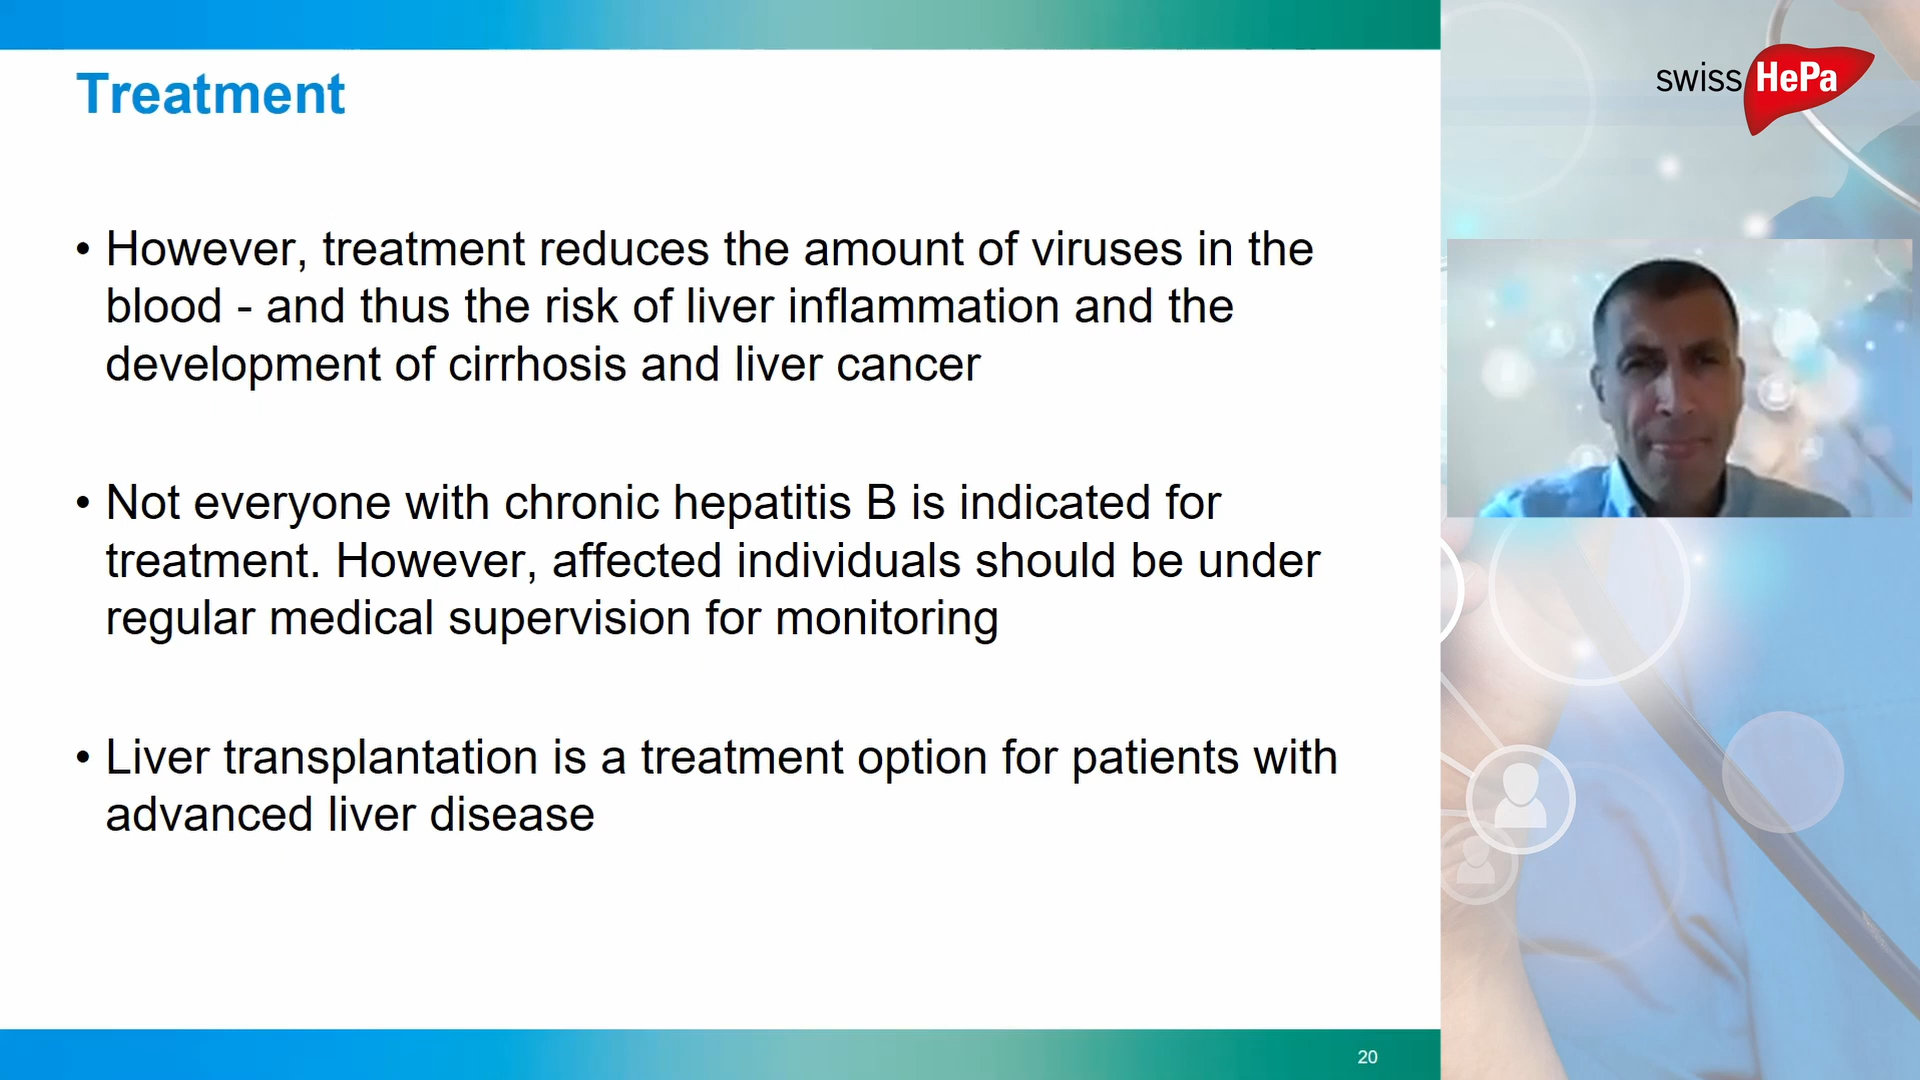 Treatment
• However, treatment reduces the amount of viruses in the
blood - and thus the risk of liver inflammation and the
development of cirrhosis and liver cancer
• Not everyone with chronic hepatitis B is indicated for
treatment. However, affected individuals should be under
regular medical supervision for monitoring
• Liver transplantation is a treatment option for patients with
advanced liver disease
20
swiss HePa